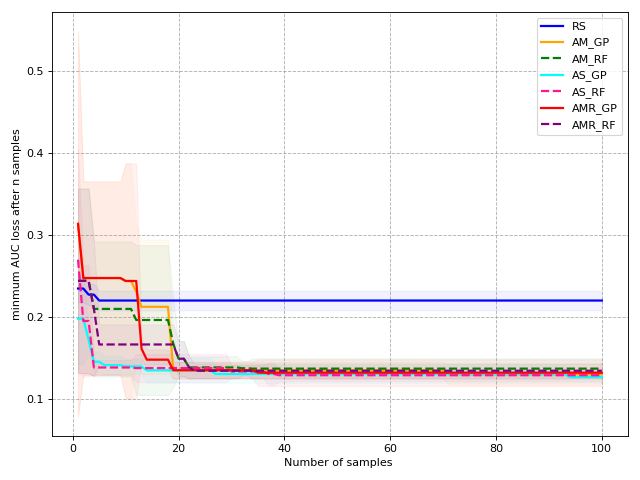 RS
AM_GP
AM_RF
AS_GP
AS_RF
AMR_GP
AMR_RF
0.5
0.4
0.3
0.2
0.1
minmum AUC loss after n samples
0 20 40 60 80 100
Number of samples